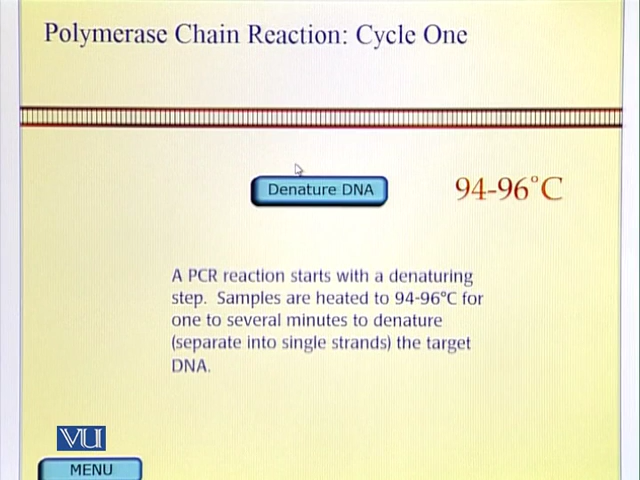 Polymerase Chain Reaction: Cycle One
Denature DNA
94-96°C
A PCR reaction starts with a denaturing
step. Samples are heated to 94-96°C for
one to several minutes to denature
(separate into single strands) the target
DNA.
VU
MENU